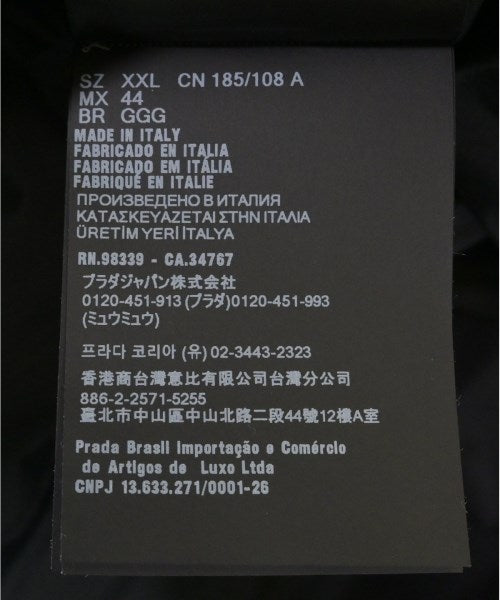 SZ XXL CN 185/108 A
MX 44
BR GGG
MADE IN ITALY
FABRICADO EN ITALIA
FABRICADO EM ITÁLIA
FABRIQUÉ EN ITALIE
ПРОИЗВЕДЕНО В ИТАЛИЯ
ΚΑΤΑΣΚΕΥΑΖΕΤΑΙ ΣΤΗΝ ΙΤΑΛΙΑ
ÜRETİM YERİ İTALYA
RN.98339 - CA.34767
プラダジャパン株式会社
0120-451-913 (プラダ)0120-451-993
(ミュウミュウ)
프라다 코리아 (유) 02-3443-2323
香港商台灣意比有限公司台灣分公司
886-2-2571-5255
臺北市中山區中山北路二段44號12樓A室
Prada Brasil Importação e Comércio
de Artigos de Luxo Ltda
CNPJ 13.633.271/0001-26